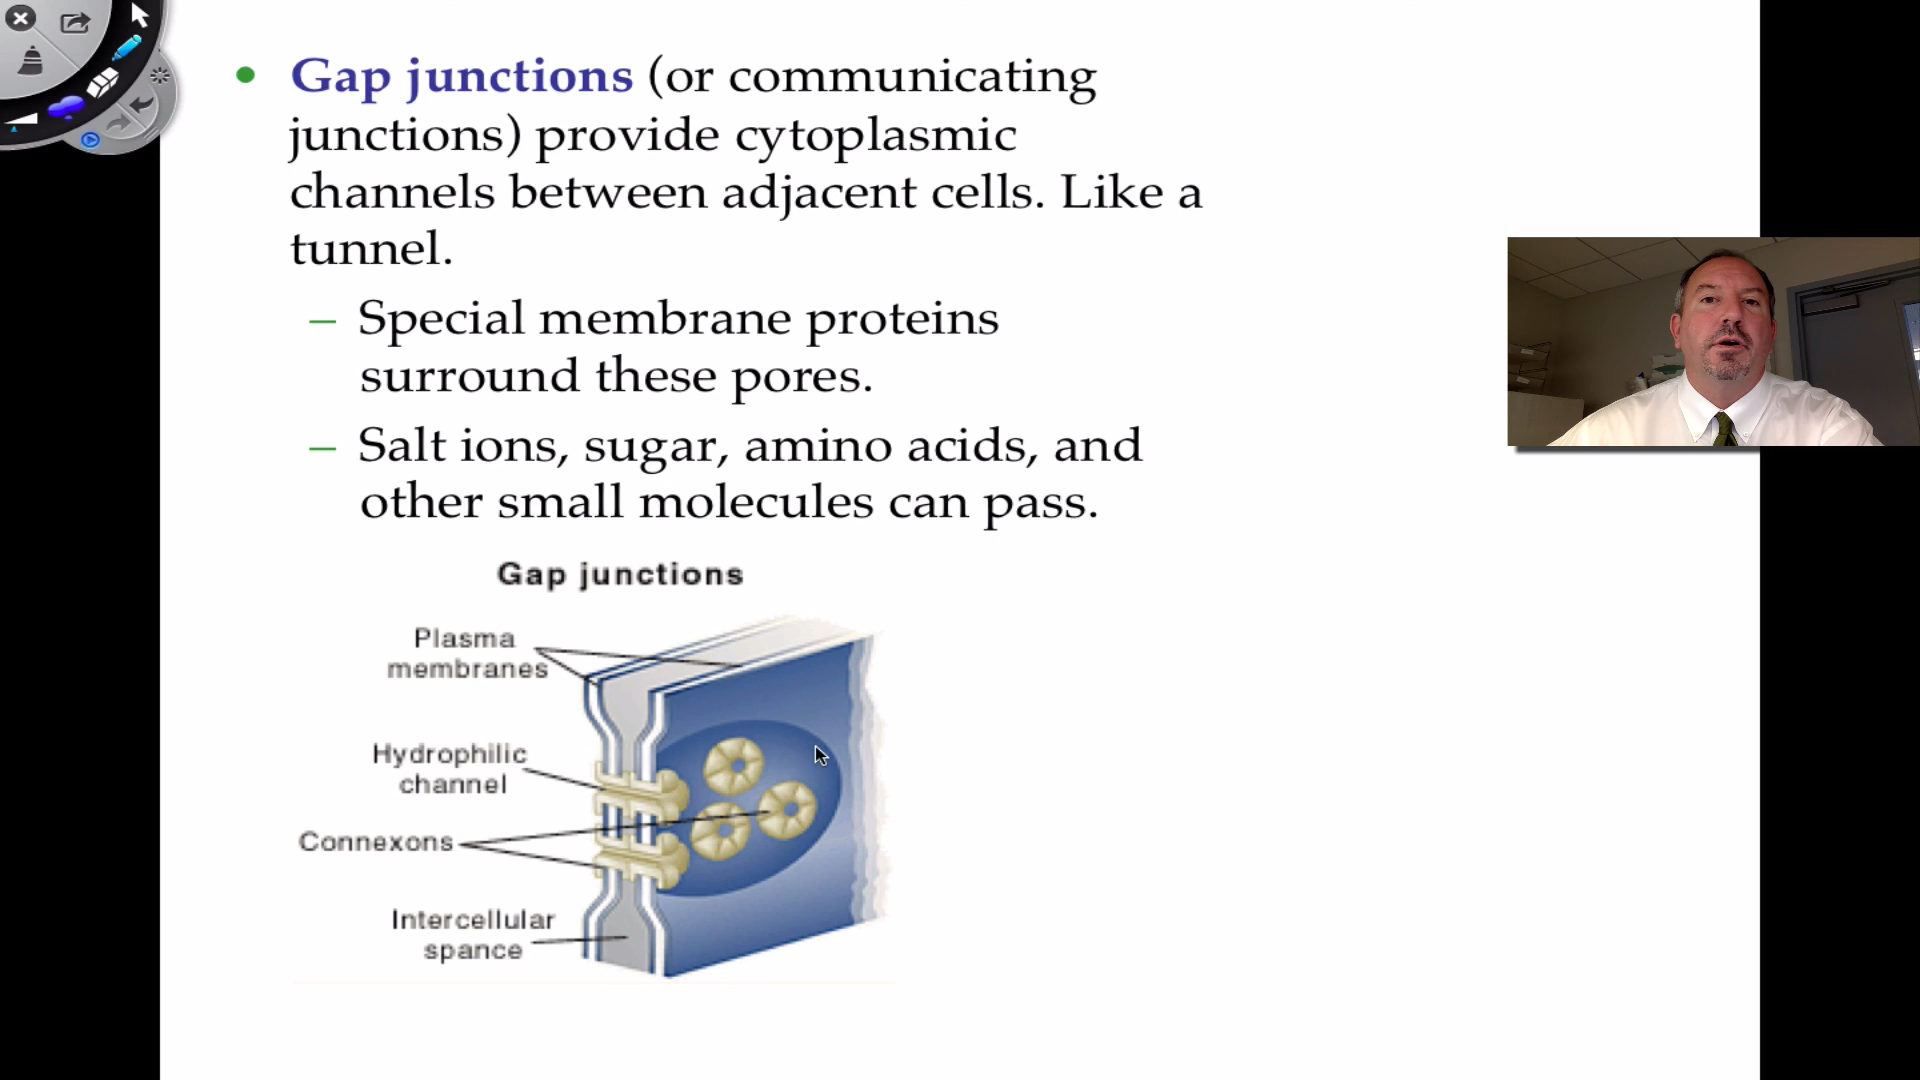 • Gap junctions (or communicating
junctions) provide cytoplasmic
channels between adjacent cells. Like a
tunnel.
– Special membrane proteins
surround these pores.
– Salt ions, sugar, amino acids, and
other small molecules can pass.
Gap junctions
Plasma
membranes
Hydrophilic
channel
Connexons
Intercellular
spance